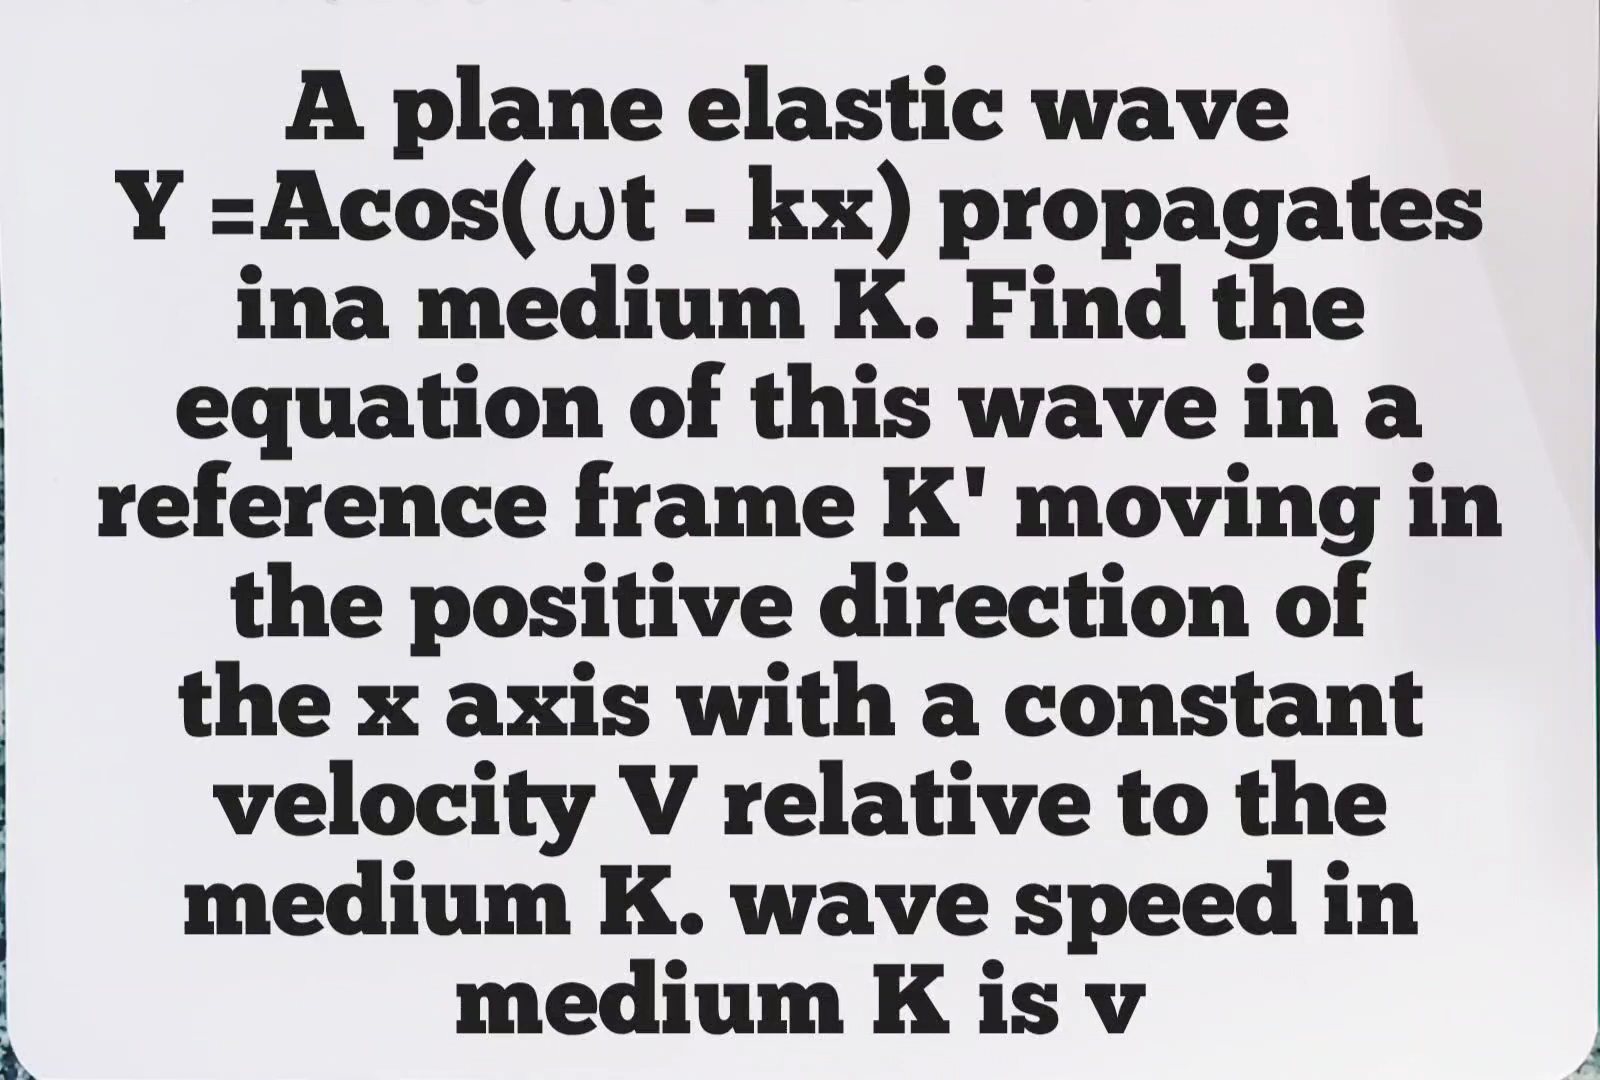 A plane elastic wave
Y =Acos(ωt - kx) propagates
ina medium K. Find the
equation of this wave in a
reference frame K' moving in
the positive direction of
the x axis with a constant
velocity V relative to the
medium K. wave speed in
medium K is v